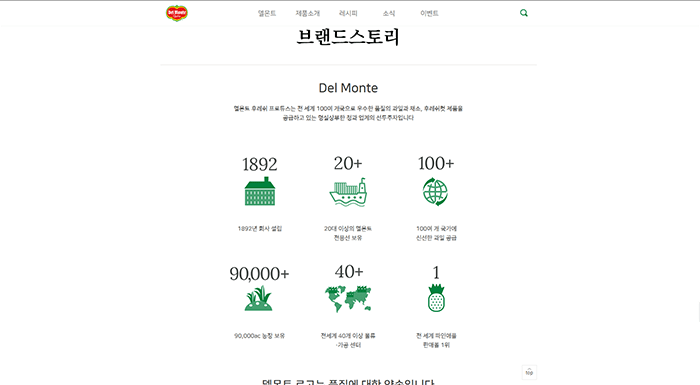 Del Monte
델몬트
제품소개
레시피
소식
이벤트
브랜드스토리
Del Monte
델몬트 후레쉬 프로듀스는 전 세계 100여 개국으로 우수한 품질의 과일과 채소, 후레쉬컷 제품을
공급하고 있는 명실상부한 청과 업계의 선두주자입니다
1892
1892년 회사 설립
20+
20대 이상의 델몬트
전용선 보유
100+
100여 개 국가에
신선한 과일 공급
90,000+
90,000ac 농장 보유
40+
전세계 40개 이상 물류
·가공 센터
1
전 세계 파인애플
판매율 1위
델몬트 로고는 품질에 대한 약속입니다
top